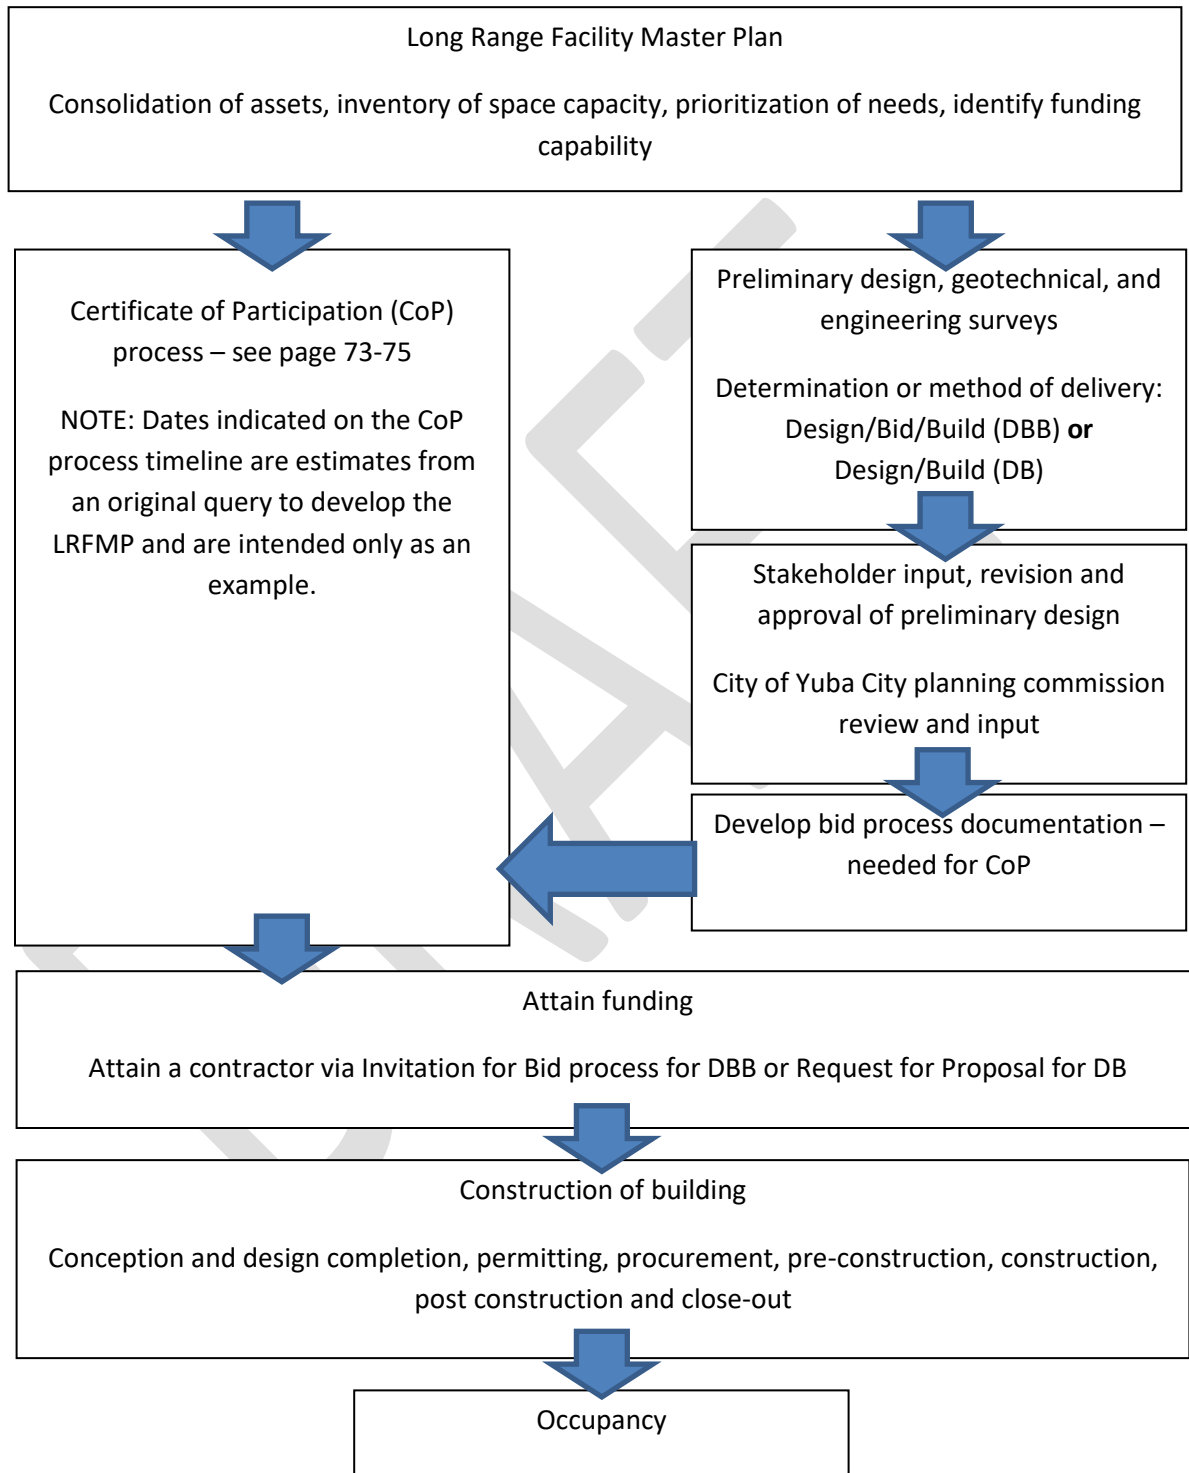 Long Range Facility Master Plan
Consolidation of assets, inventory of space capacity, prioritization of needs, identify funding
capability
Certificate of Participation (CoP)
process – see page 73-75
NOTE: Dates indicated on the CoP
process timeline are estimates from
an original query to develop the
LRFMP and are intended only as an
example.
Preliminary design, geotechnical, and
engineering surveys
Determination or method of delivery:
Design/Bid/Build (DBB) or
Design/Build (DB)
Stakeholder input, revision and
approval of preliminary design
City of Yuba City planning commission
review and input
Develop bid process documentation –
needed for CoP
Attain funding
Attain a contractor via Invitation for Bid process for DBB or Request for Proposal for DB
Construction of building
Conception and design completion, permitting, procurement, pre-construction, construction,
post construction and close-out
Occupancy
DRAFT